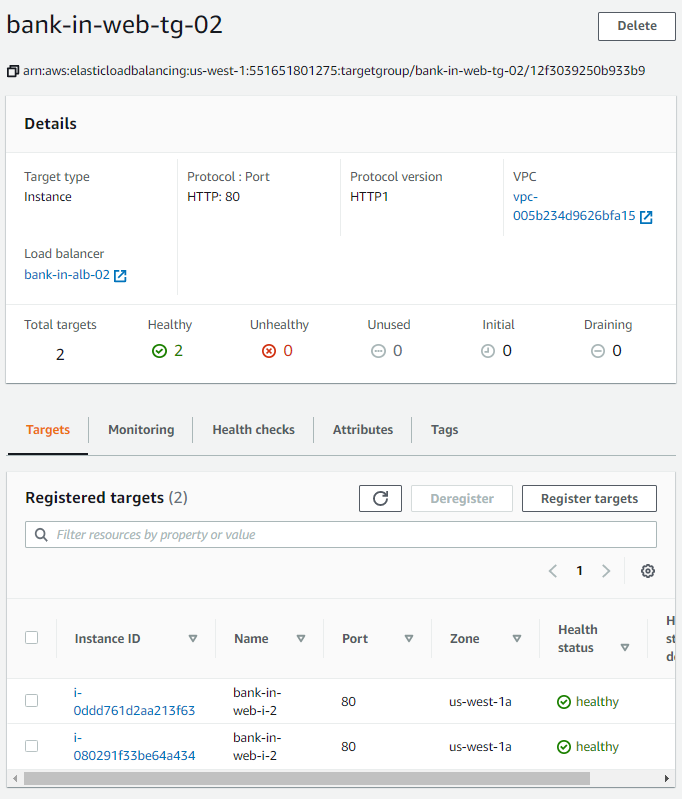 bank-in-web-tg-02
Delete
arn:aws:elasticloadbalancing:us-west-1:551651801275:targetgroup/bank-in-web-tg-02/12f3039250b933b9
Details
Target type
Instance
Protocol : Port
HTTP: 80
Protocol version
HTTP1
VPC
vpc-
005b234d9626bfa15
Load balancer
bank-in-alb-02
Total targets
2
Healthy
2
Unhealthy
0
Unused
0
Initial
0
Draining
0
Targets
Monitoring
Health checks
Attributes
Tags
Registered targets (2)
Deregister
Register targets
Filter resources by property or value
1
Instance ID
Name
Port
Zone
Health
status
i-
0ddd761d2aa213f63
bank-in-
web-i-2
80
us-west-1a
healthy
i-
080291f33be64a434
bank-in-
web-i-2
80
us-west-1a
healthy